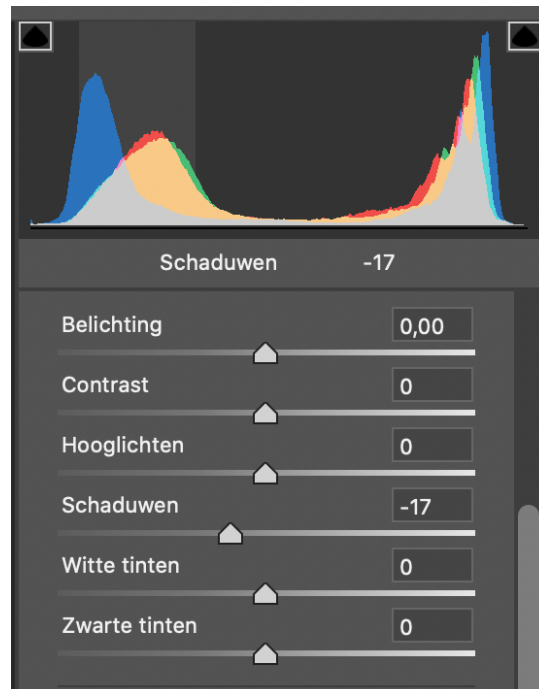 Schaduwen -17
Belichting 0,00
Contrast 0
Hooglichten 0
Schaduwen -17
Witte tinten 0
Zwarte tinten 0